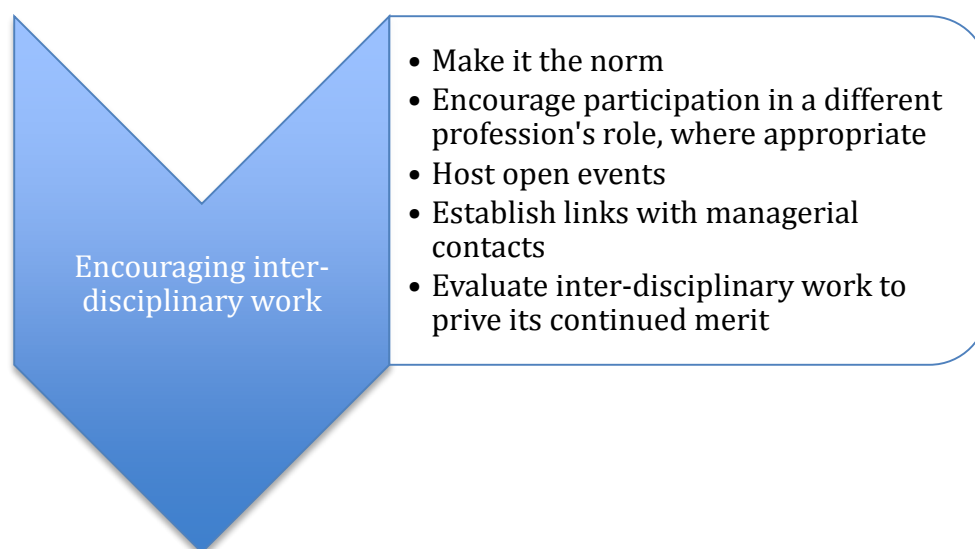 Encouraging inter-
disciplinary work
• Make it the norm
• Encourage participation in a different
profession's role, where appropriate
• Host open events
• Establish links with managerial
contacts
• Evaluate inter-disciplinary work to
prive its continued merit